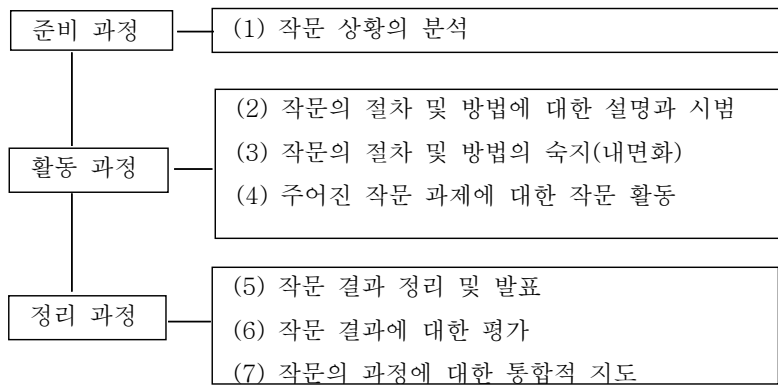 준비 과정
(1) 작문 상황의 분석
활동 과정
(2) 작문의 절차 및 방법에 대한 설명과 시범
(3) 작문의 절차 및 방법의 숙지(내면화)
(4) 주어진 작문 과제에 대한 작문 활동
정리 과정
(5) 작문 결과 정리 및 발표
(6) 작문 결과에 대한 평가
(7) 작문의 과정에 대한 통합적 지도